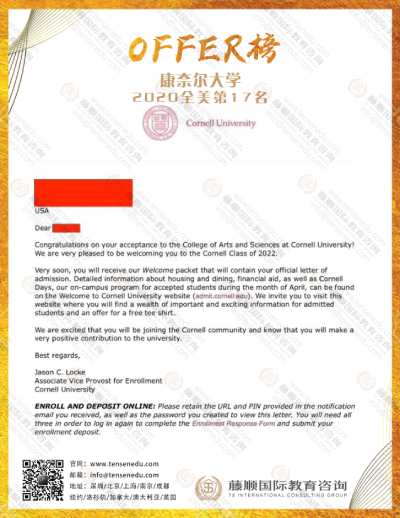 OFFER榜
康奈尔大学
2020全美第17名
Cornell University
USA
Dear
Congratulations on your acceptance to the College of Arts and Sciences at Cornell University!
We are very pleased to be welcoming you to the Cornell Class of 2022.
Very soon, you will receive our Welcome packet that will contain your official letter of
admission. Detailed information about housing and dining, financial aid, as well as Cornell
Days, our on-campus program for accepted students during the month of April, can be found
on the Welcome to Cornell University website (admit.cornell.edu). We invite you to visit this
website where you will find a wealth of important and exciting information for admitted
students and an offer for a free tee shirt.
We are excited that you will be joining the Cornell community and know that you will make a
very positive contribution to the university.
Best regards,
Jason C. Locke
Associate Vice Provost for Enrollment
Cornell University
ENROLL AND DEPOSIT ONLINE: Please retain the URL and PIN provided in the notification
email you received, as well as the password you created to view this letter. You will need all
three in order to log in again to complete the Enrollment Response Form and submit your
enrollment deposit.
官网：www.tensenedu.com
邮箱：info@tensenedu.com
地址：深圳/北京/上海/南京/成都
纽约/洛杉矶/加拿大/澳大利亚/英国
藤顺国际教育咨询
TS INTERNATIONAL CONSULTING GROUP